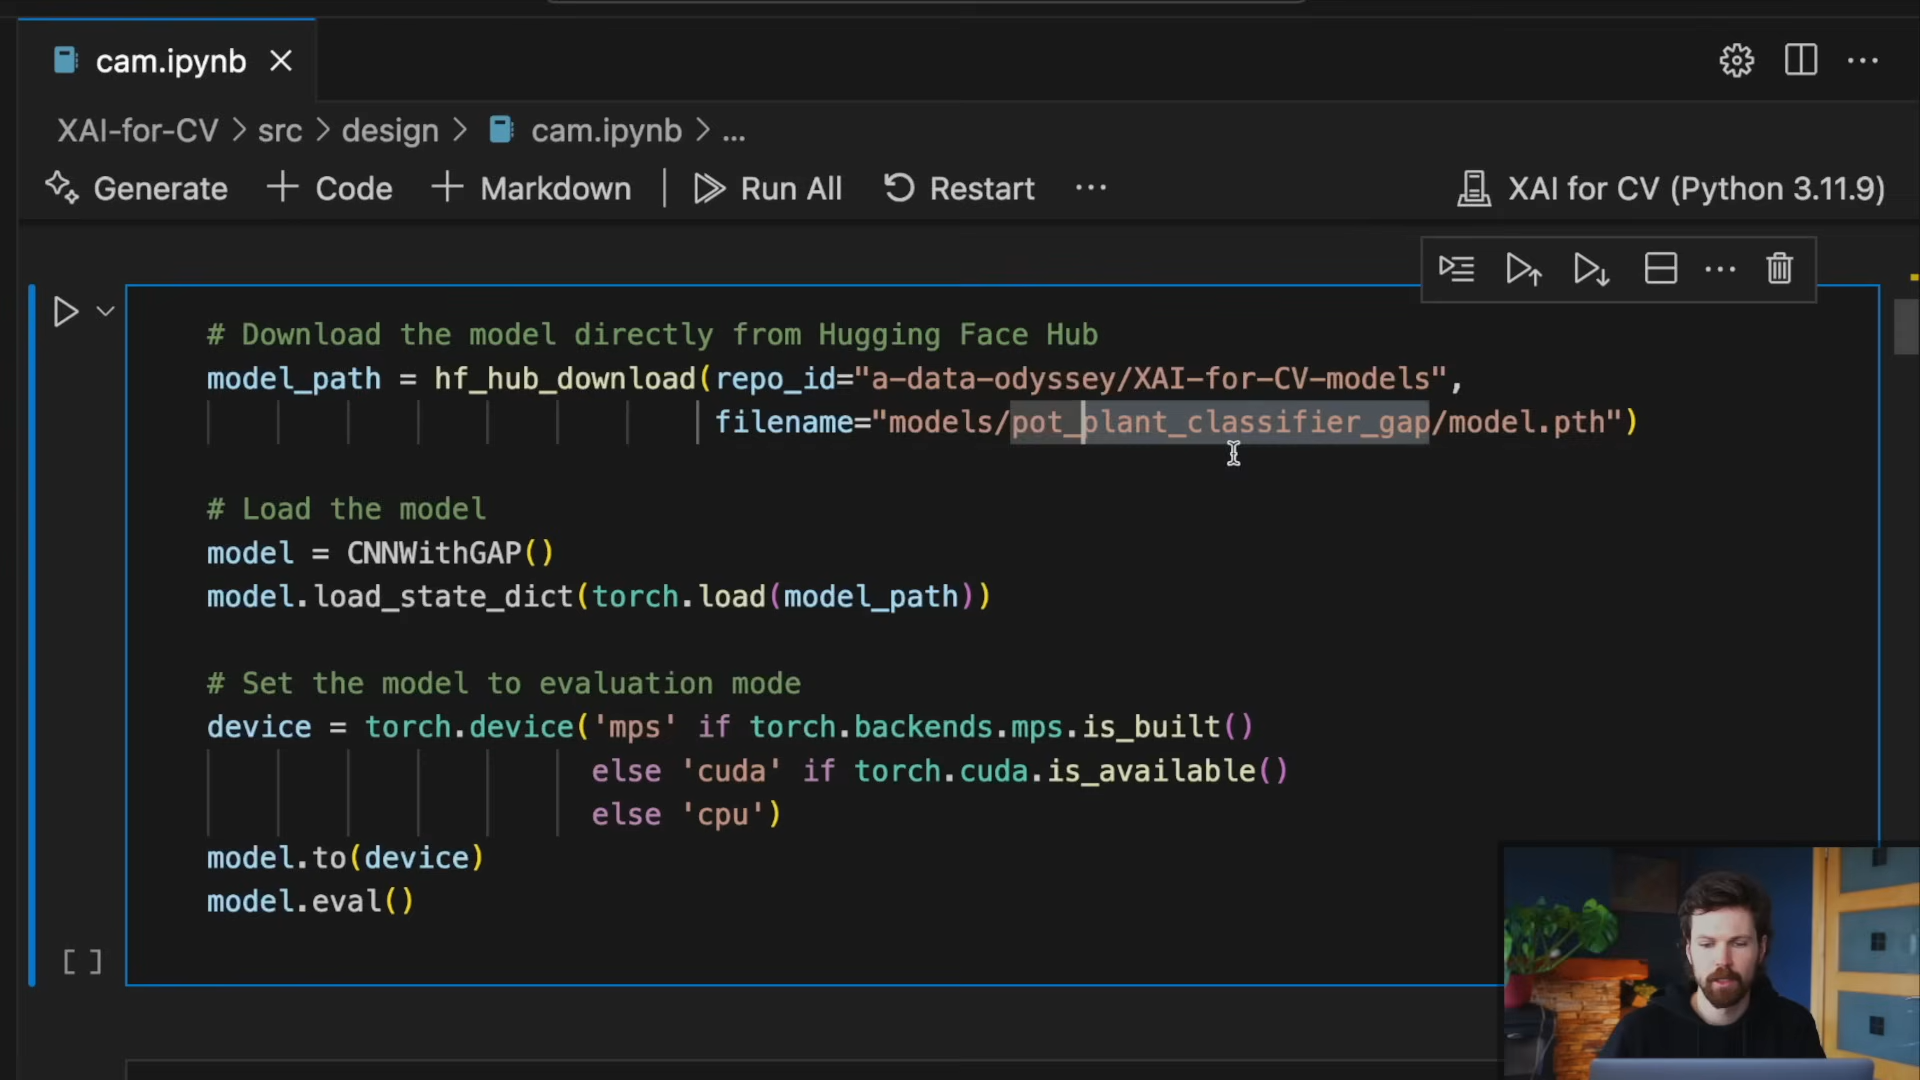 cam.ipynb
XAI-for-CV > src > design > cam.ipynb > ...
Generate + Code + Markdown | Run All Restart ... XAI for CV (Python 3.11.9)
# Download the model directly from Hugging Face Hub
model_path = hf_hub_download(repo_id="a-data-odyssey/XAI-for-CV-models",
filename="models/pot_plant_classifier_gap/model.pth")
# Load the model
model = CNNWithGAP()
model.load_state_dict(torch.load(model_path))
# Set the model to evaluation mode
device = torch.device('mps' if torch.backends.mps.is_built()
else 'cuda' if torch.cuda.is_available()
else 'cpu')
model.to(device)
model.eval()
[ ]